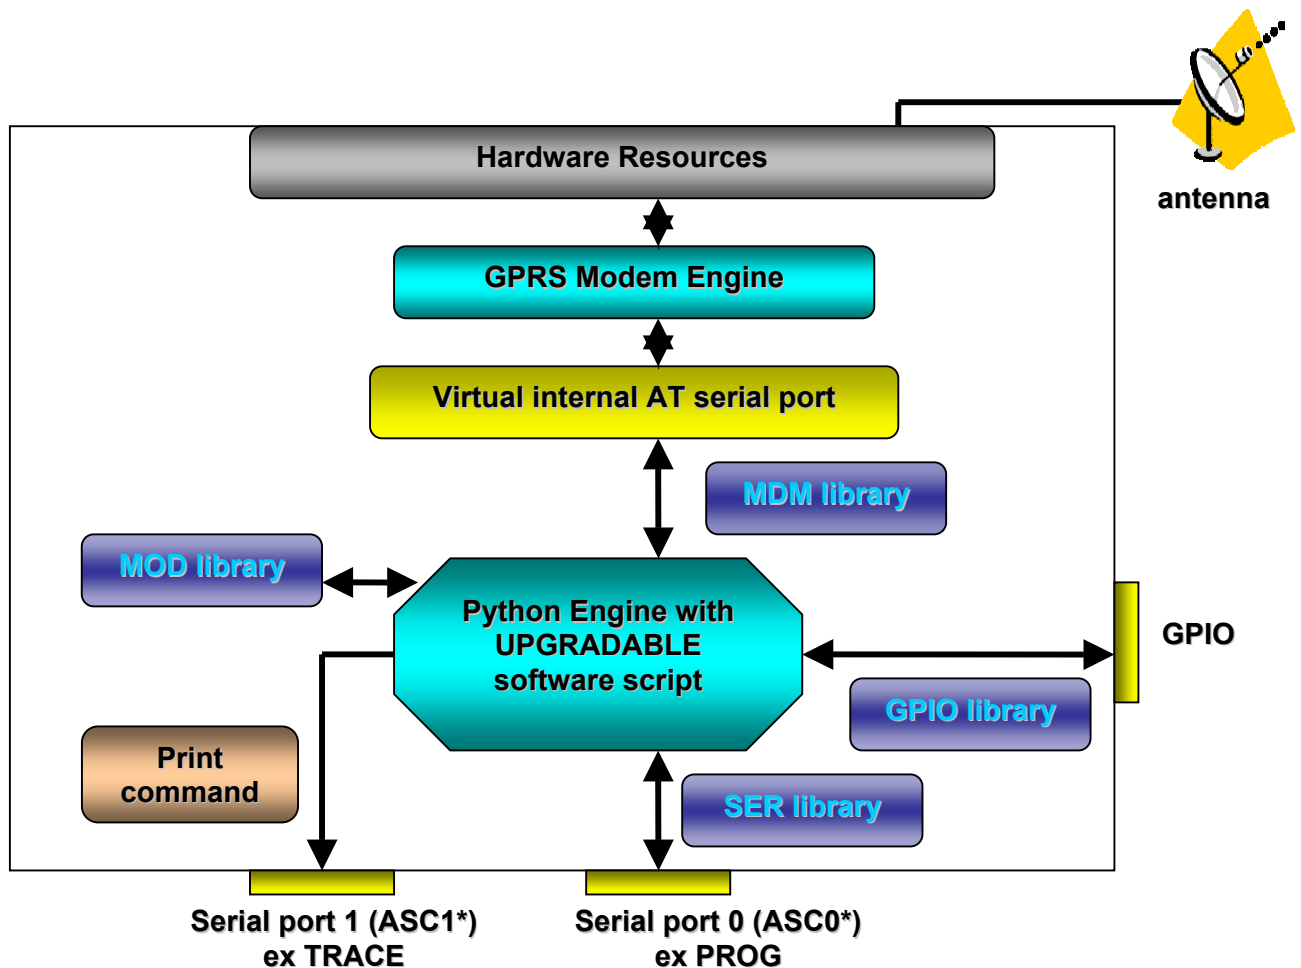 Hardware Resources
antenna
GPRS Modem Engine
Virtual internal AT serial port
MDM library
MOD library
Python Engine with
UPGRADABLE
software script
GPIO
GPIO library
Print
command
SER library
Serial port 1 (ASC1*)
ex TRACE
Serial port 0 (ASC0*)
ex PROG